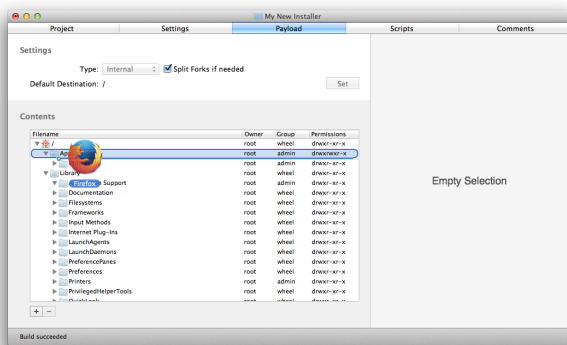 My New Installer
Project Settings Payload Scripts Comments
Settings
Type: Internal Split Forks if needed
Default Destination: / Set
Contents
Filename Owner Group Permissions
/ root wheel drwxr-xr-x
root admin drwxrwxr-x
root admin drwxr-xr-x
Library root wheel drwxr-xr-x
Firefox Support root admin drwxr-xr-x
Documentation root wheel drwxr-xr-x
Filesystems root wheel drwxr-xr-x
Frameworks root wheel drwxr-xr-x
Input Methods root wheel drwxr-xr-x
Internet Plug-Ins root wheel drwxr-xr-x
LaunchAgents root wheel drwxr-xr-x
LaunchDaemons root wheel drwxr-xr-x
PreferencePanes root wheel drwxr-xr-x
Preferences root wheel drwxr-xr-x
Printers root admin drwxr-xr-x
PrivilegedHelperTools root wheel drwxr-xr-x
Empty Selection
+ −
Build succeeded